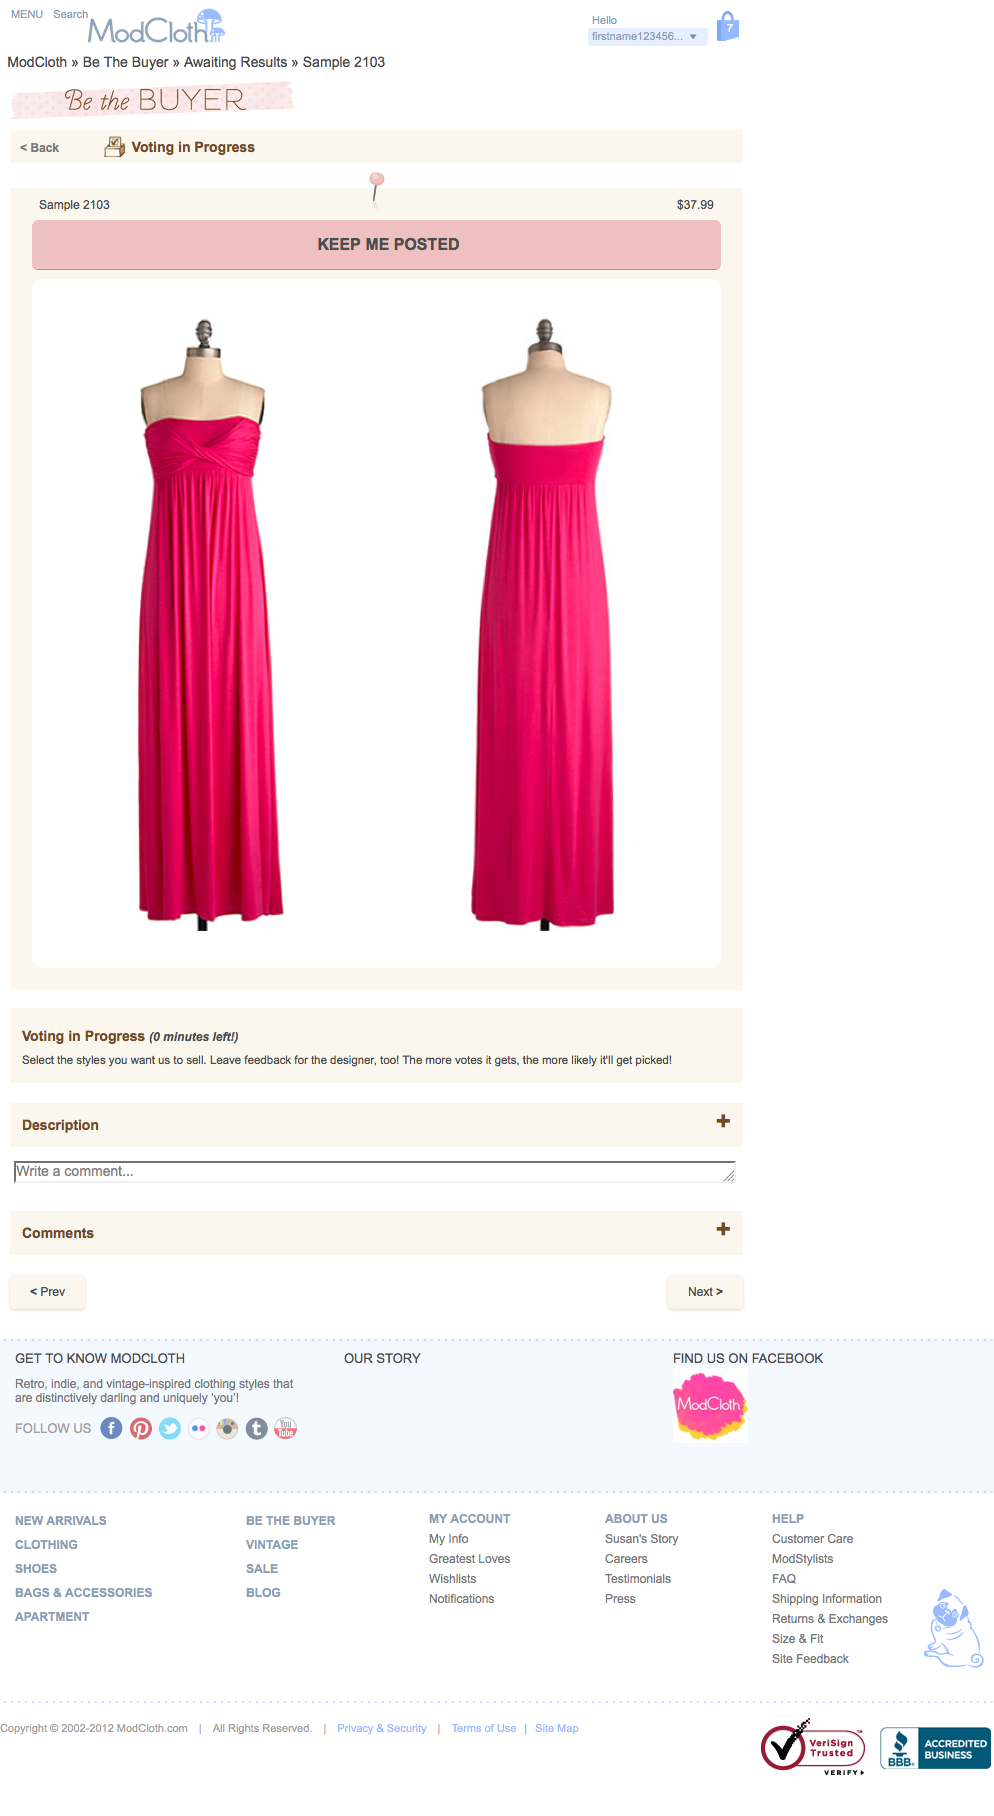 MENU Search
ModCloth
Hello
firstname123456...
7
ModCloth » Be The Buyer » Awaiting Results » Sample 2103
Be the BUYER
< Back
Voting in Progress
Sample 2103
$37.99
KEEP ME POSTED
Voting in Progress (0 minutes left!)
Select the styles you want us to sell. Leave feedback for the designer, too! The more votes it gets, the more likely it'll get picked!
Description
Write a comment...
Comments
< Prev
Next >
GET TO KNOW MODCLOTH
Retro, indie, and vintage-inspired clothing styles that
are distinctively darling and uniquely 'you'!
FOLLOW US
f
t
You
Tube
OUR STORY
FIND US ON FACEBOOK
ModCloth
NEW ARRIVALS
CLOTHING
SHOES
BAGS & ACCESSORIES
APARTMENT
BE THE BUYER
VINTAGE
SALE
BLOG
MY ACCOUNT
My Info
Greatest Loves
Wishlists
Notifications
ABOUT US
Susan's Story
Careers
Testimonials
Press
HELP
Customer Care
ModStylists
FAQ
Shipping Information
Returns & Exchanges
Size & Fit
Site Feedback
Copyright © 2002-2012 ModCloth.com | All Rights Reserved. | Privacy & Security | Terms of Use | Site Map
VeriSign
Trusted
VERIFY
BBB.
ACCREDITED
BUSINESS